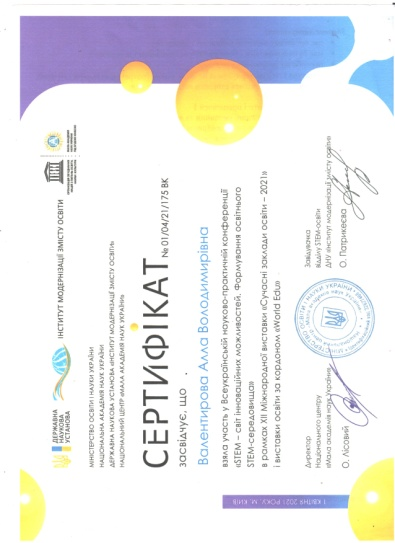 ДЕРЖАВНА
НАУКОВА
УСТАНОВА
ІНСТИТУТ МОДЕРНІЗАЦІЇ ЗМІСТУ ОСВІТИ
МІНІСТЕРСТВО ОСВІТИ І НАУКИ УКРАЇНИ
НАЦІОНАЛЬНА АКАДЕМІЯ НАУК УКРАЇНИ
ДЕРЖАВНА НАУКОВА УСТАНОВА «ІНСТИТУТ МОДЕРНІЗАЦІЇ ЗМІСТУ ОСВІТИ»
НАЦІОНАЛЬНИЙ ЦЕНТР «МАЛА АКАДЕМІЯ НАУК УКРАЇНИ»
СЕРТИФІКАТ № 01/04/21/175 ВК
засвідчує, що
Валентирова Алла Володимирівна
взяла участь у Всеукраїнській науково-практичній конференції
«STEM – світ інноваційних можливостей. Формування освітнього
STEM-середовища»
в рамках XII Міжнародної виставки «Сучасні заклади освіти – 2021»
і виставки освіти за кордоном «World Edu»
Директор
Національного центру
«Мала академія наук України»
О. Лісовий
Завідувачка
відділу STEM-освіти
ДНУ «Інститут модернізації змісту освіти»
О. Патрикеєва
1 КВІТНЯ 2021 РОКУ, М. КИЇВ